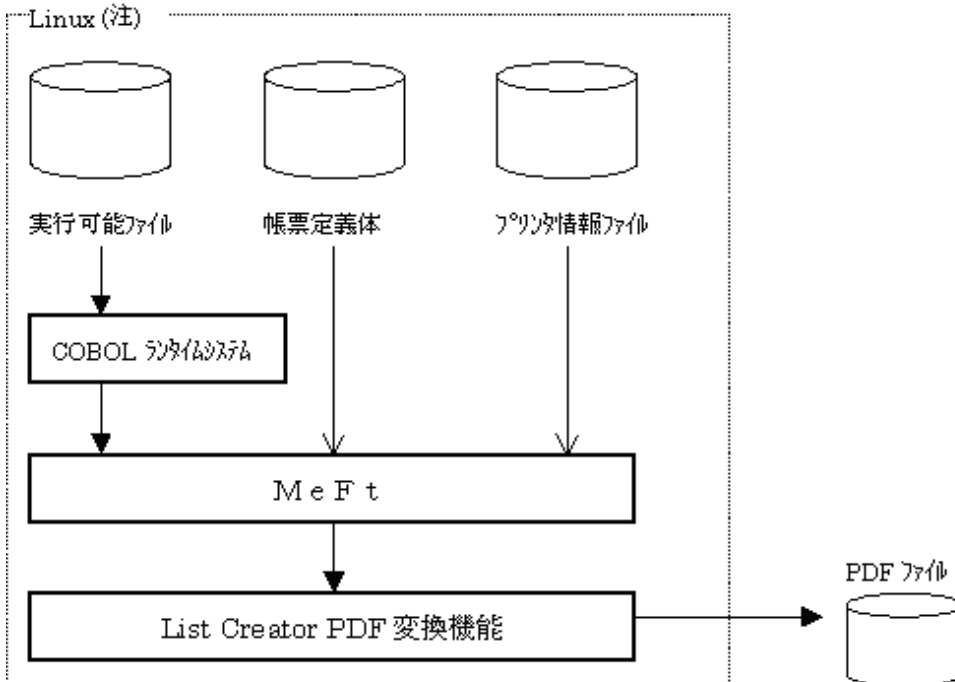 Linux (注)
実行可能ﾌｧｲﾙ
帳票定義体
ﾌﾟﾘﾝﾀ情報ﾌｧｲﾙ
COBOL ﾗﾝﾀｲﾑｼｽﾃﾑ
ＭｅＦｔ
PDF ﾌｧｲﾙ
List Creator PDF 変換機能